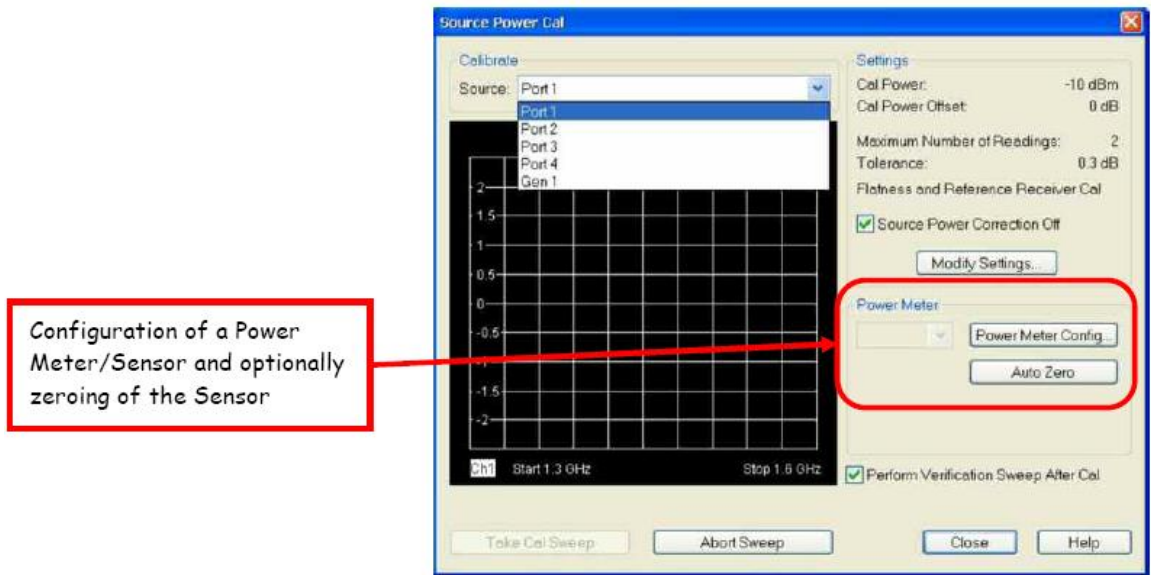 Source Power Cal
Calibrate
Source: Port 1
Port 1
Port 2
Port 3
Port 4
Gen 1
2
1.5
1
0.5
0
-0.5
-1
-1.5
-2
Ch1 Start 1.3 GHz Stop 1.6 GHz
Settings
Cal Power: -10 dBm
Cal Power Offset: 0 dB
Maximum Number of Readings: 2
Tolerance: 0.3 dB
Flatness and Reference Receiver Cal
Source Power Correction Off
Modify Settings...
Power Meter
Power Meter Config...
Auto Zero
Perform Verification Sweep After Cal
Take Cal Sweep
Abort Sweep
Close
Help
Configuration of a Power
Meter/Sensor and optionally
zeroing of the Sensor